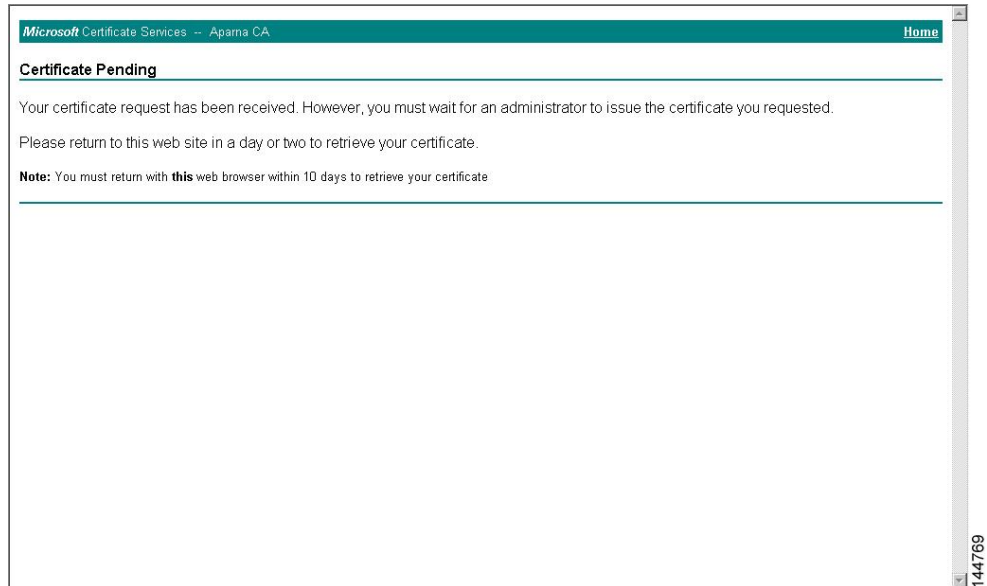 Microsoft Certificate Services -- Aparna CA Home
Certificate Pending
Your certificate request has been received. However, you must wait for an administrator to issue the certificate you requested.
Please return to this web site in a day or two to retrieve your certificate.
Note: You must return with this web browser within 10 days to retrieve your certificate
144769